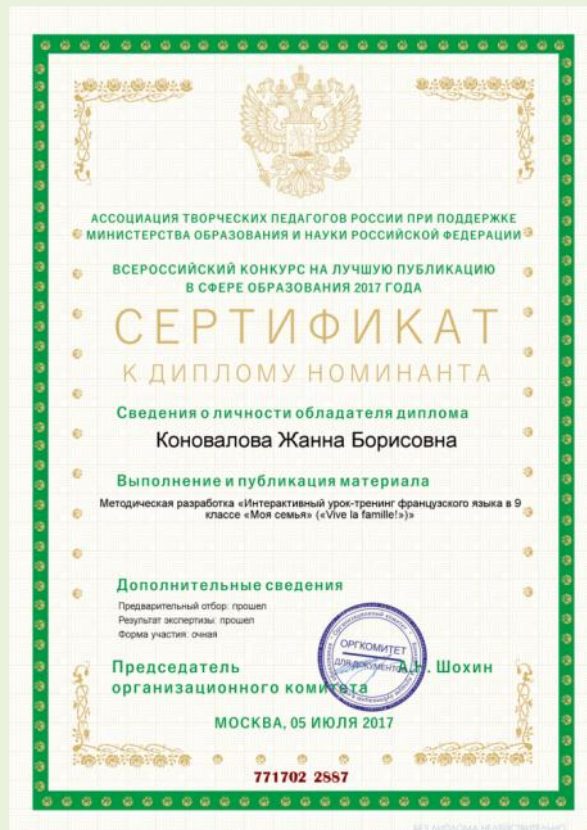 АССОЦИАЦИЯ ТВОРЧЕСКИХ ПЕДАГОГОВ РОССИИ ПРИ ПОДДЕРЖКЕ
МИНИСТЕРСТВА ОБРАЗОВАНИЯ И НАУКИ РОССИЙСКОЙ ФЕДЕРАЦИИ
ВСЕРОССИЙСКИЙ КОНКУРС НА ЛУЧШУЮ ПУБЛИКАЦИЮ
В СФЕРЕ ОБРАЗОВАНИЯ 2017 ГОДА
СЕРТИФИКАТ
К ДИПЛОМУ НОМИНАНТА
Сведения о личности обладателя диплома
Коновалова Жанна Борисовна
Выполнение и публикация материала
Методическая разработка «Интерактивный урок-тренинг французского языка в 9
классе «Моя семья» («Vive la famille!»)»
Дополнительные сведения
Предварительный отбор: прошел
Результат экспертизы: прошел
Форма участия: очная
ОРГКОМИТЕТ
ДЛЯ ДОКУМЕНТОВ
Председатель А.Н. Шохин
организационного комитета
МОСКВА, 05 ИЮЛЯ 2017
771702 2887